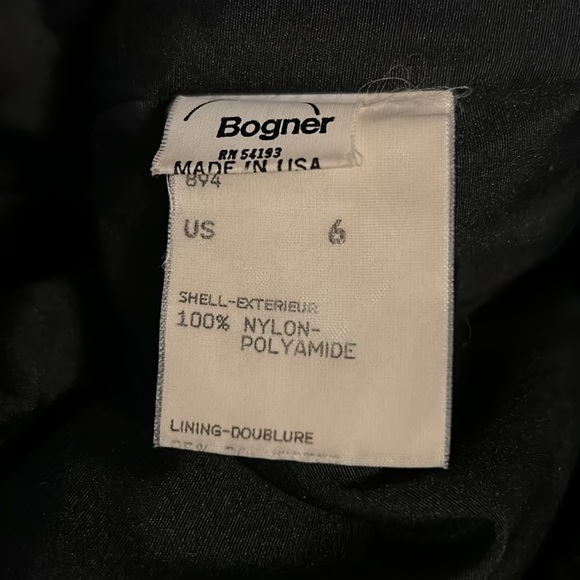 Bogner
RN 54193
MADE IN USA
894
US 6
SHELL-EXTERIEUR
100% NYLON-
POLYAMIDE
LINING-DOUBLURE